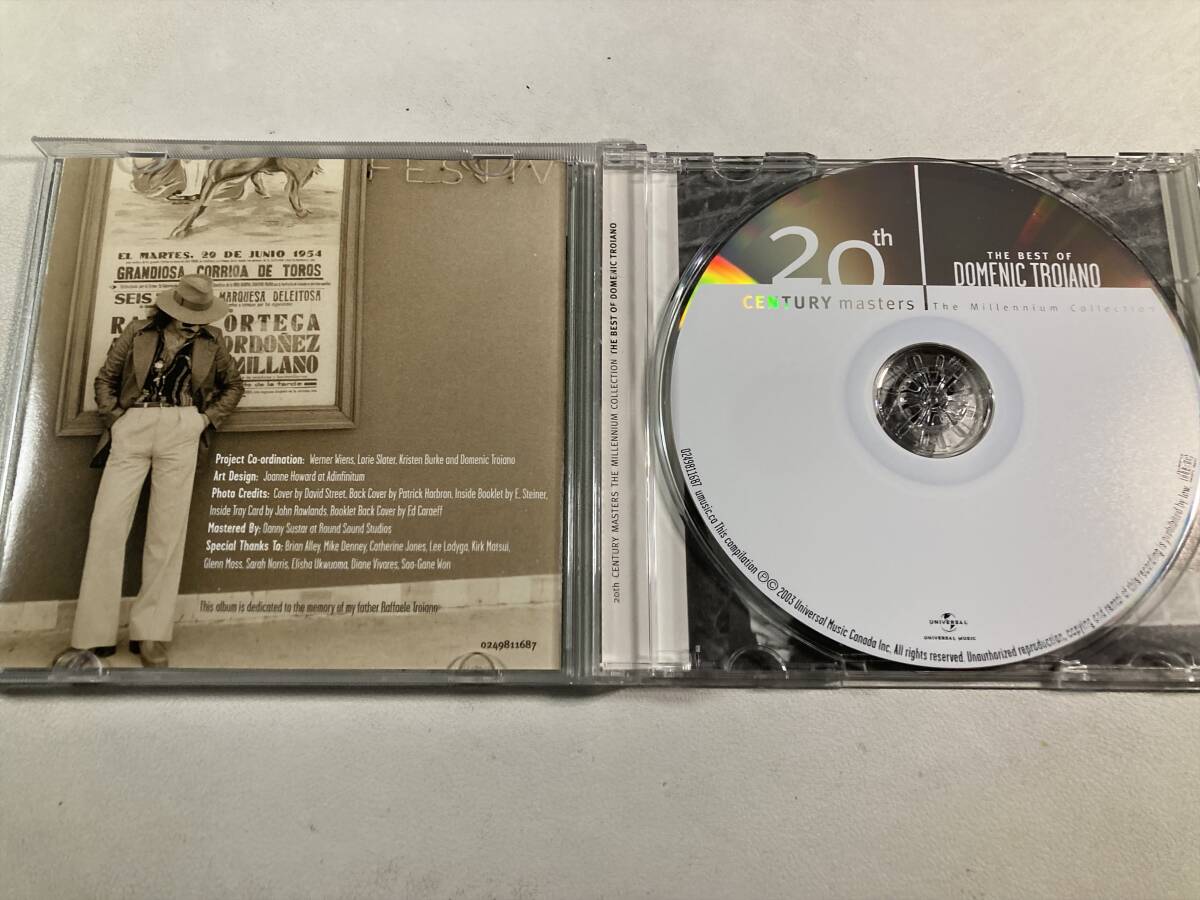 FESTIV
EL MARTES, 29 DE JUNIO 1954
GRANDIOSA CORRIDA DE TOROS
SEIS
MARQUESA DELEITOSA
RA
ORTEGA
ORDOÑEZ
MILLANO
de la tarde
Project Co-ordination: Werner Wiens, Lorie Slater, Kristen Burke and Domenic Troiano
Art Design: Joanne Howard at Adinfinitum
Photo Credits: Cover by David Street, Back Cover by Patrick Harbron, Inside Booklet by E. Steiner,
Inside Tray Card by John Rowlands, Booklet Back Cover by Ed Caraeff
Mastered By: Danny Sustar at Round Sound Studios
Special Thanks To: Brian Alley, Mike Denney, Catherine Jones, Lee Ladyga, Kirk Matsui,
Glenn Moss, Sarah Norris, Elisha Ukwuoma, Diane Vivares, Soo-Gane Won
This album is dedicated to the memory of my father Raffaele Troiano
0249811687
20th CENTURY MASTERS THE MILLENNIUM COLLECTION THE BEST OF DOMENIC TROIANO
20th
CENTURY masters
THE BEST OF
DOMENIC TROIANO
The Millennium Collection
0249811687 umusic.ca This compilation ℗© 2003 Universal Music Canada Inc. All rights reserved. Unauthorized reproduction, copying and rental of this recording is prohibited by law
UNIVERSAL
UNIVERSAL MUSIC